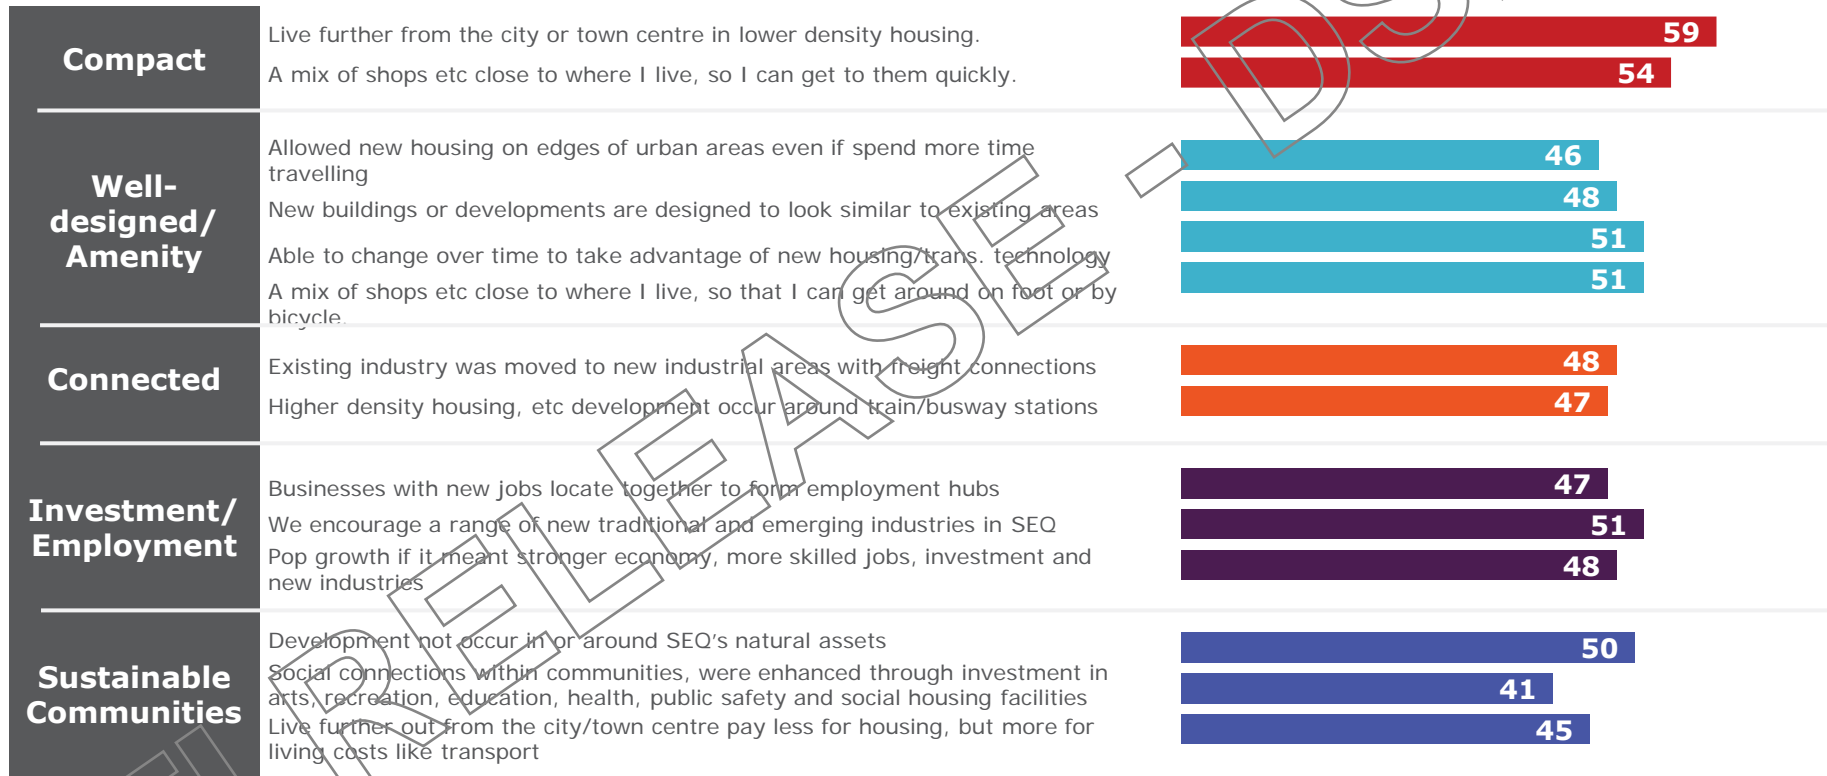 Compact
Live further from the city or town centre in lower density housing.
59
A mix of shops etc close to where I live, so I can get to them quickly.
54
Well-
designed/
Amenity
Allowed new housing on edges of urban areas even if spend more time
travelling
46
New buildings or developments are designed to look similar to existing areas
48
Able to change over time to take advantage of new housing/trans. technology
51
A mix of shops etc close to where I live, so that I can get around on foot or by
bicycle.
51
Connected
Existing industry was moved to new industrial areas with freight connections
48
Higher density housing, etc development occur around train/busway stations
47
Investment/
Employment
Businesses with new jobs locate together to form employment hubs
47
We encourage a range of new traditional and emerging industries in SEQ
51
Pop growth if it meant stronger economy, more skilled jobs, investment and
new industries
48
Sustainable
Communities
Development not occur in or around SEQ's natural assets
50
Social connections within communities, were enhanced through investment in
arts, recreation, education, health, public safety and social housing facilities
41
Live further out from the city/town centre pay less for housing, but more for
living costs like transport
45
RELEASE - DS